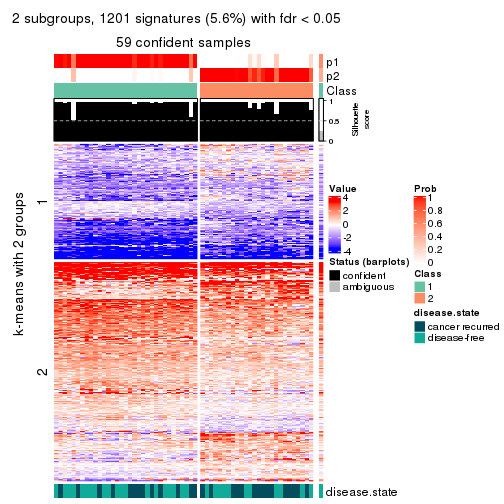 2 subgroups, 1201 signatures (5.6%) with fdr < 0.05
59 confident samples
p1
p2
Class
1
0.5
0
Silhouette
score
k-means with 2 groups
1
2
Value
4
2
0
-2
-4
Status (barplots)
confident
ambiguous
Prob
1
0.8
0.6
0.4
0.2
0
Class
1
2
disease.state
cancer recurred
disease-free
disease.state